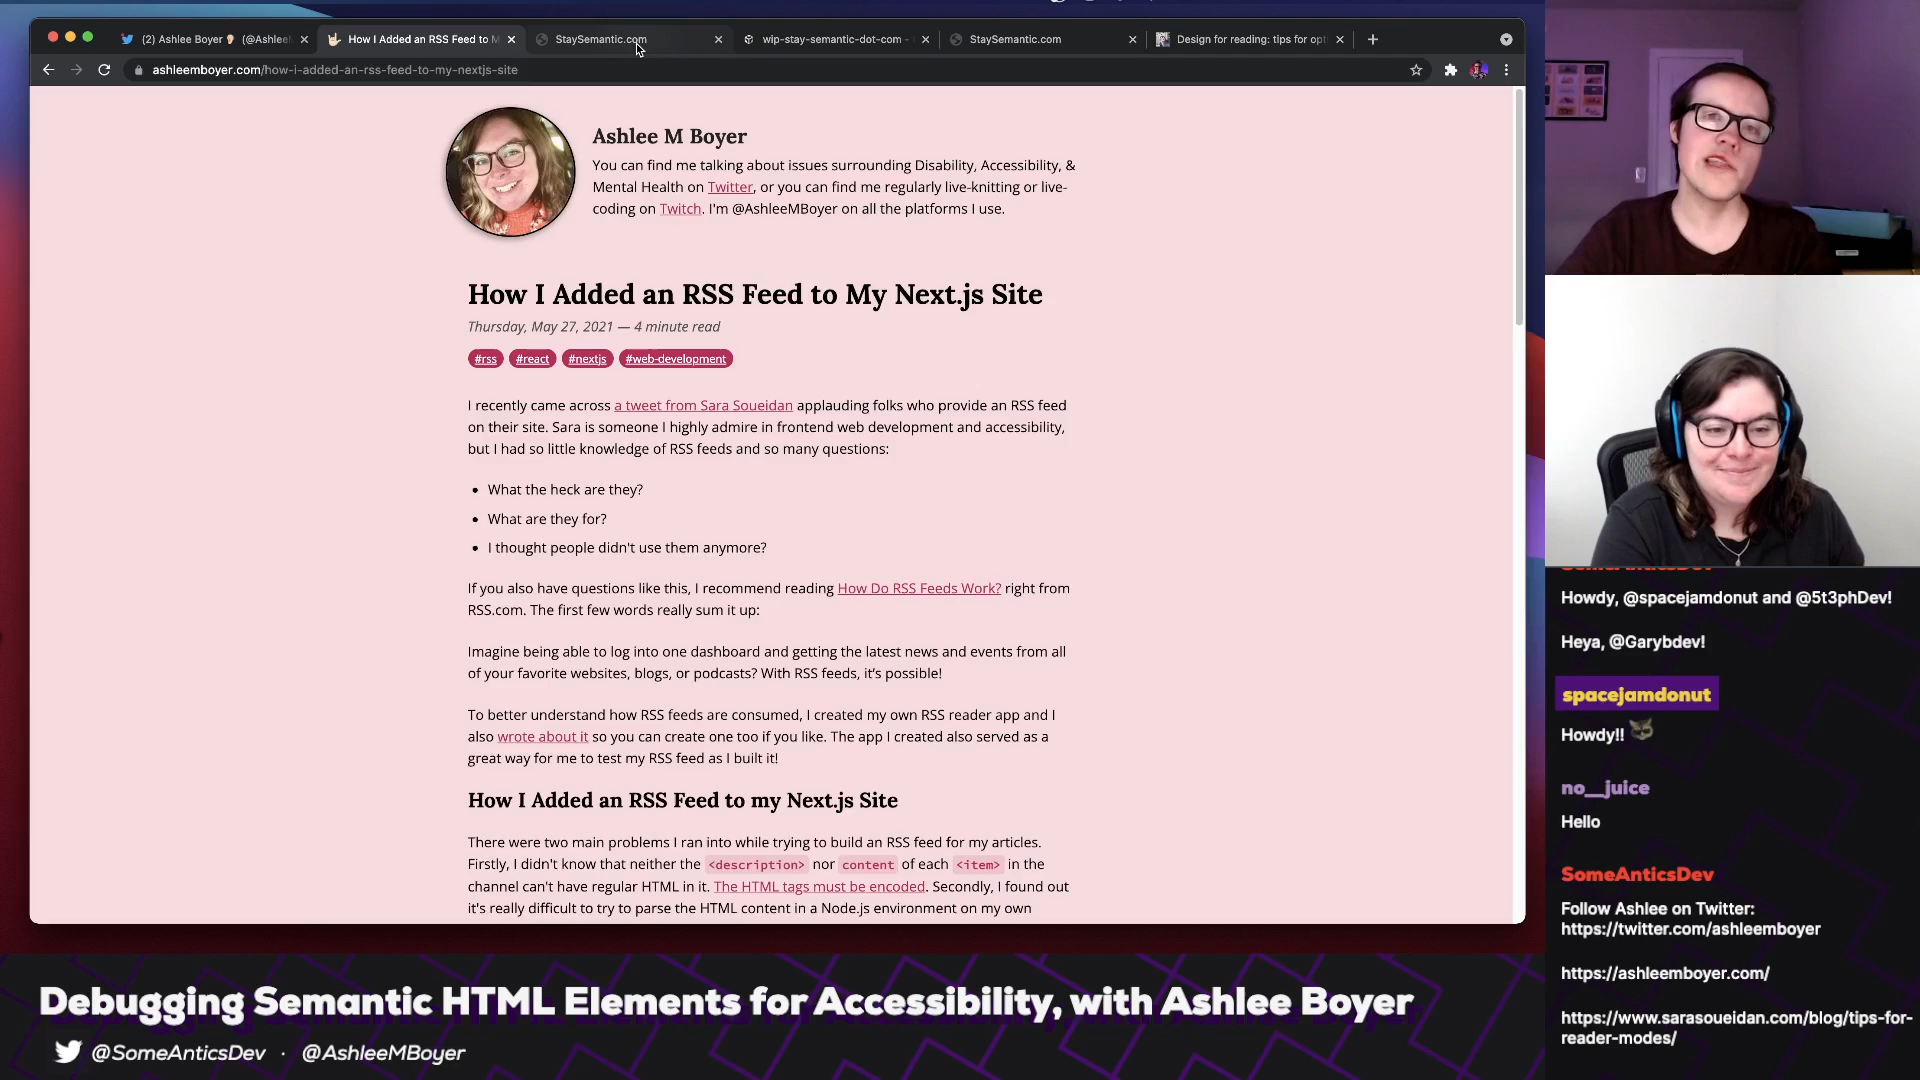 (2) Ashlee Boyer (@Ashlee
How I Added an RSS Feed to M
StaySemantic.com
wip-stay-semantic-dot-com -
StaySemantic.com
Design for reading: tips for opt
ashleemboyer.com/how-i-added-an-rss-feed-to-my-nextjs-site
Ashlee M Boyer
You can find me talking about issues surrounding Disability, Accessibility, &
Mental Health on Twitter, or you can find me regularly live-knitting or live-
coding on Twitch. I'm @AshleeMBoyer on all the platforms I use.
How I Added an RSS Feed to My Next.js Site
Thursday, May 27, 2021 — 4 minute read
#rss #react #nextjs #web-development
I recently came across a tweet from Sara Soueidan applauding folks who provide an RSS feed
on their site. Sara is someone I highly admire in frontend web development and accessibility,
but I had so little knowledge of RSS feeds and so many questions:
• What the heck are they?
• What are they for?
• I thought people didn't use them anymore?
If you also have questions like this, I recommend reading How Do RSS Feeds Work? right from
RSS.com. The first few words really sum it up:
Imagine being able to log into one dashboard and getting the latest news and events from all
of your favorite websites, blogs, or podcasts? With RSS feeds, it's possible!
To better understand how RSS feeds are consumed, I created my own RSS reader app and I
also wrote about it so you can create one too if you like. The app I created also served as a
great way for me to test my RSS feed as I built it!
How I Added an RSS Feed to my Next.js Site
There were two main problems I ran into while trying to build an RSS feed for my articles.
Firstly, I didn't know that neither the <description> nor content of each <item> in the
channel can't have regular HTML in it. The HTML tags must be encoded. Secondly, I found out
it's really difficult to try to parse the HTML content in a Node.js environment on my own
SomeAnticsDev
Howdy, @spacejamdonut and @5t3phDev!
Heya, @Garybdev!
spacejamdonut
Howdy!!
no__juice
Hello
SomeAnticsDev
Follow Ashlee on Twitter:
https://twitter.com/ashleemboyer
https://ashleemboyer.com/
https://www.sarasoueidan.com/blog/tips-for-
reader-modes/
Debugging Semantic HTML Elements for Accessibility, with Ashlee Boyer
@SomeAnticsDev · @AshleeMBoyer